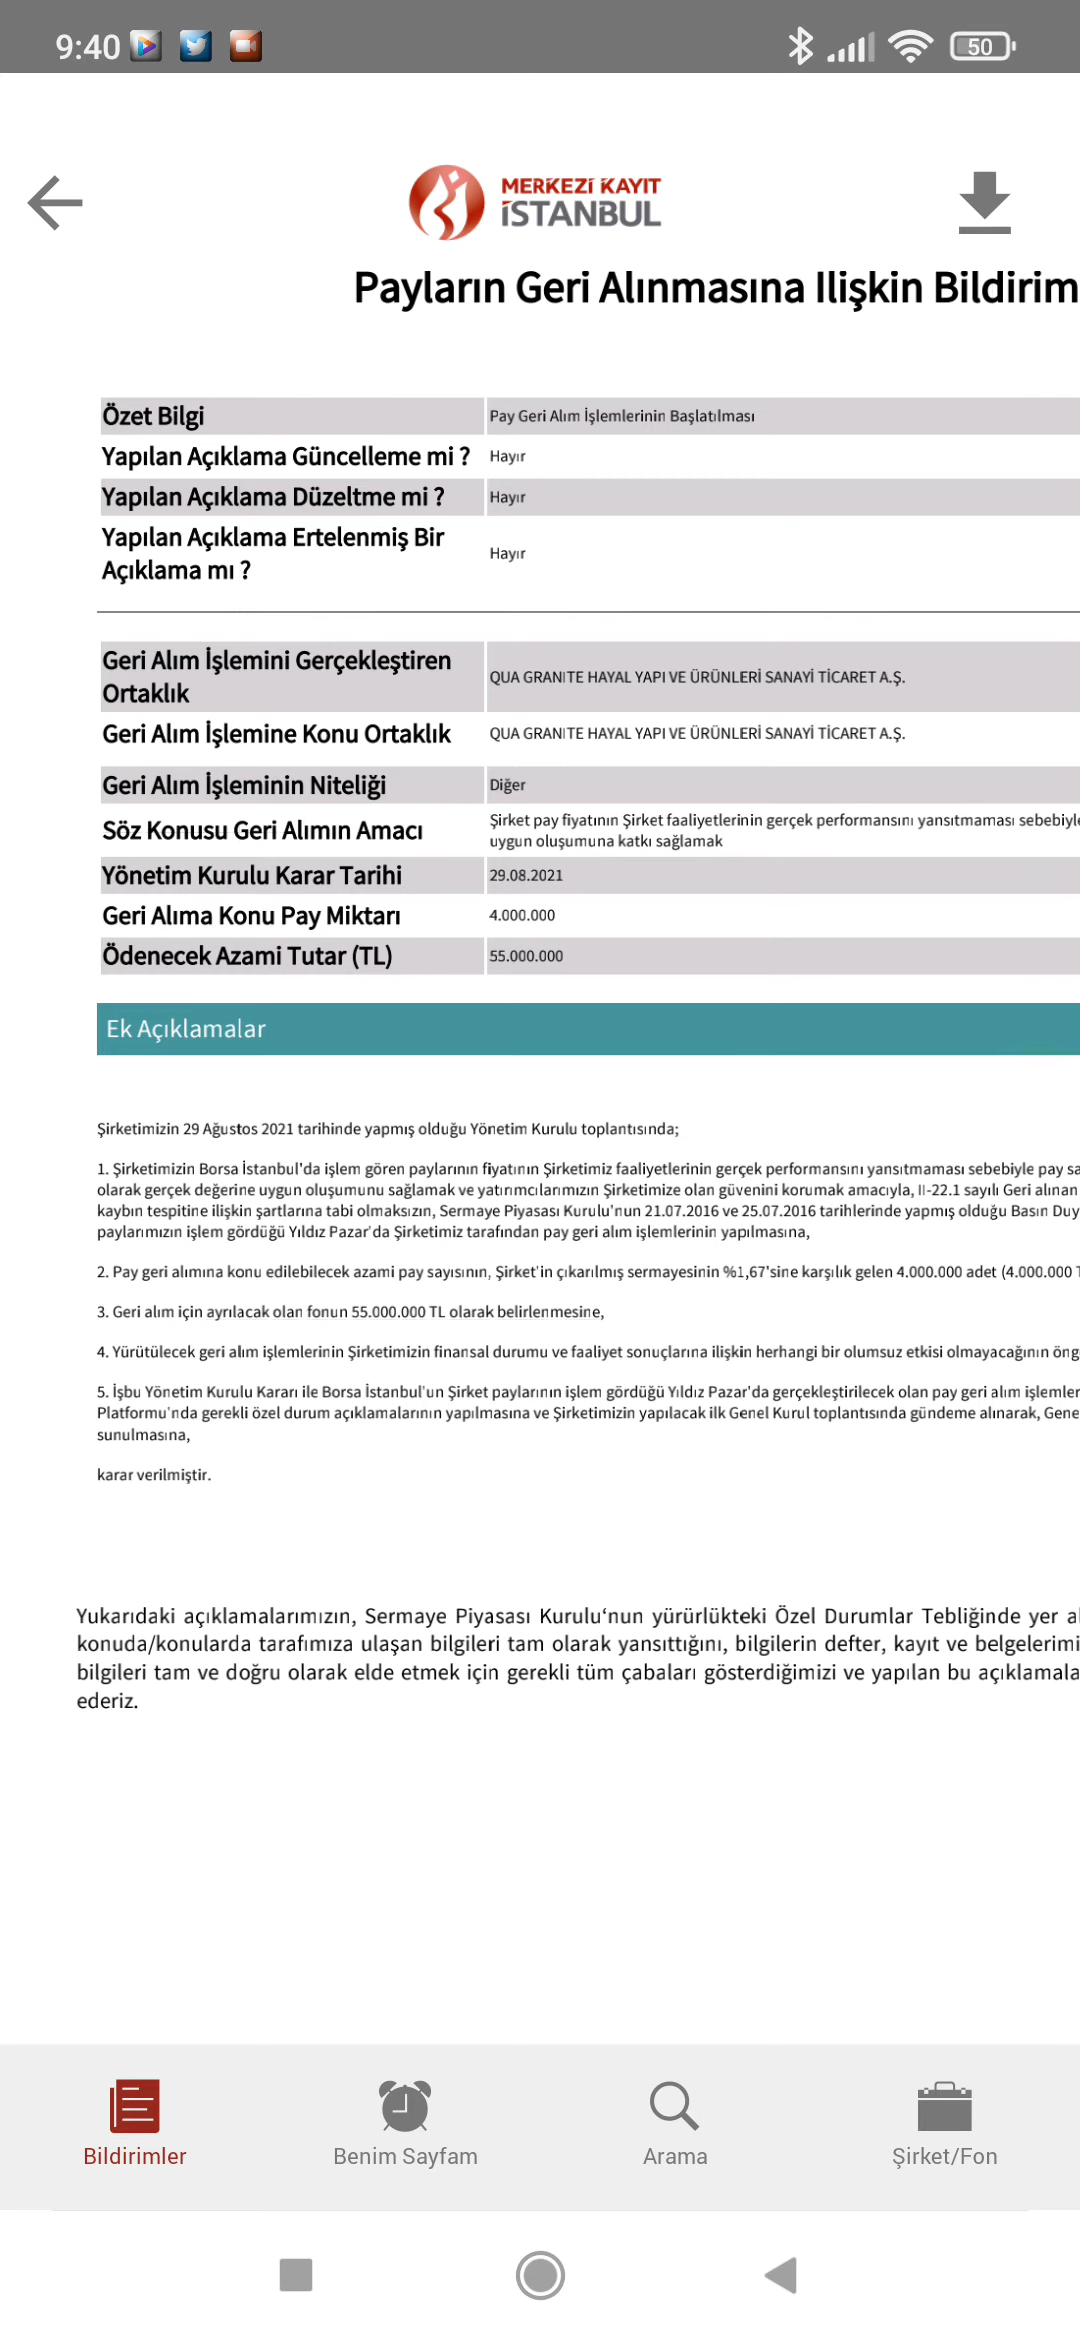 9:40
50
MERKEZİ KAYIT
İSTANBUL
Payların Geri Alınmasına Ilişkin Bildirim
Özet Bilgi
Pay Geri Alım İşlemlerinin Başlatılması
Yapılan Açıklama Güncelleme mi ?
Hayır
Yapılan Açıklama Düzeltme mi ?
Hayır
Yapılan Açıklama Ertelenmiş Bir
Açıklama mı ?
Hayır
Geri Alım İşlemini Gerçekleştiren
Ortaklık
QUA GRANITE HAYAL YAPI VE ÜRÜNLERİ SANAYİ TİCARET A.Ş.
Geri Alım İşlemine Konu Ortaklık
QUA GRANITE HAYAL YAPI VE ÜRÜNLERİ SANAYİ TİCARET A.Ş.
Geri Alım İşleminin Niteliği
Diğer
Söz Konusu Geri Alımın Amacı
Şirket pay fiyatının Şirket faaliyetlerinin gerçek performansını yansıtmaması sebebiyle
uygun oluşumuna katkı sağlamak
Yönetim Kurulu Karar Tarihi
29.08.2021
Geri Alıma Konu Pay Miktarı
4.000.000
Ödenecek Azami Tutar (TL)
55.000.000
Ek Açıklamalar
Şirketimizin 29 Ağustos 2021 tarihinde yapmış olduğu Yönetim Kurulu toplantısında;
1. Şirketimizin Borsa İstanbul'da işlem gören paylarının fiyatının Şirketimiz faaliyetlerinin gerçek performansını yansıtmaması sebebiyle pay sa
olarak gerçek değerine uygun oluşumunu sağlamak ve yatırımcılarımızın Şirketimize olan güvenini korumak amacıyla, II-22.1 sayılı Geri alınan
kaybın tespitine ilişkin şartlarına tabi olmaksızın, Sermaye Piyasası Kurulu'nun 21.07.2016 ve 25.07.2016 tarihlerinde yapmış olduğu Basın Duy
paylarımızın işlem gördüğü Yıldız Pazar'da Şirketimiz tarafından pay geri alım işlemlerinin yapılmasına,
2. Pay geri alımına konu edilebilecek azami pay sayısının, Şirket'in çıkarılmış sermayesinin %1,67'sine karşılık gelen 4.000.000 adet (4.000.000 T
3. Geri alım için ayrılacak olan fonun 55.000.000 TL olarak belirlenmesine,
4. Yürütülecek geri alım işlemlerinin Şirketimizin finansal durumu ve faaliyet sonuçlarına ilişkin herhangi bir olumsuz etkisi olmayacağının öng
5. İşbu Yönetim Kurulu Kararı ile Borsa İstanbul'un Şirket paylarının işlem gördüğü Yıldız Pazar'da gerçekleştirilecek olan pay geri alım işlemler
Platformu'nda gerekli özel durum açıklamalarının yapılmasına ve Şirketimizin yapılacak ilk Genel Kurul toplantısında gündeme alınarak, Gene
sunulmasına,
karar verilmiştir.
Yukarıdaki açıklamalarımızın, Sermaye Piyasası Kurulu‘nun yürürlükteki Özel Durumlar Tebliğinde yer al
konuda/konularda tarafımıza ulaşan bilgileri tam olarak yansıttığını, bilgilerin defter, kayıt ve belgelerimi
bilgileri tam ve doğru olarak elde etmek için gerekli tüm çabaları gösterdiğimizi ve yapılan bu açıklamala
ederiz.
Bildirimler
Benim Sayfam
Arama
Şirket/Fon